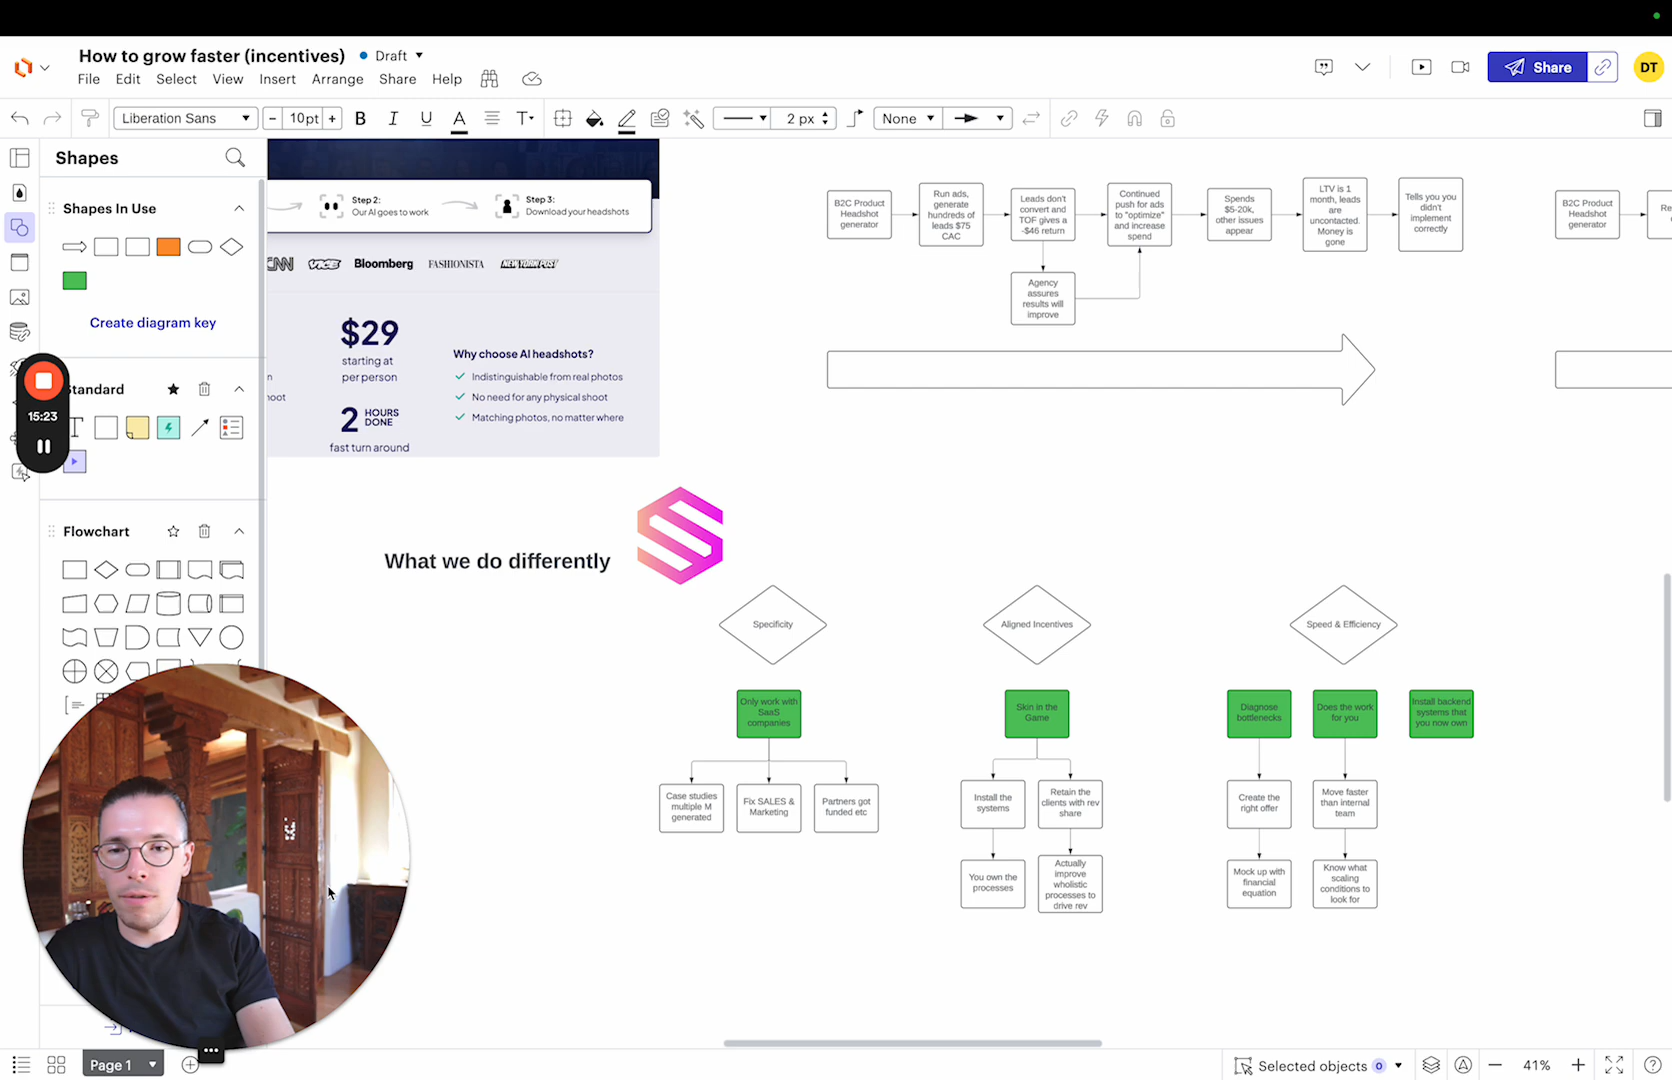 How to grow faster (incentives)
Draft
File
Edit
Select
View
Insert
Arrange
Share
Help
Share
DT
Liberation Sans
10pt
2 px
None
Shapes
Shapes In Use
Create diagram key
Standard
15:23
Flowchart
Step 2:
Our AI goes to work
Step 3:
Download your headshots
CNN
VICE
Bloomberg
FASHIONISTA
NEW YORK POST
$29
starting at
per person
2 HOURS
DONE
fast turn around
Why choose AI headshots?
Indistinguishable from real photos
No need for any physical shoot
Matching photos, no matter where
B2C Product
Headshot
generator
Run ads,
generate
hundreds of
leads $75
CAC
Leads don't
convert and
TOF gives a
-$46 return
Continued
push for ads
to "optimize"
and increase
spend
Spends
$5-20k,
other issues
appear
LTV is 1
month, leads
are
uncontacted.
Money is
gone
Tells you you
didn't
implement
correctly
B2C Product
Headshot
generator
Agency
assures
results will
improve
What we do differently
Specificity
Aligned Incentives
Speed & Efficiency
Only work with
SaaS
companies
Skin in the
Game
Diagnose
bottlenecks
Does the work
for you
Install backend
systems that
you now own
Case studies
multiple M
generated
Fix SALES &
Marketing
Partners got
funded etc
Install the
systems
Retain the
clients with rev
share
Create the
right offer
Move faster
than internal
team
You own the
processes
Actually
improve
wholistic
processes to
drive rev
Mock up with
financial
equation
Know what
scaling
conditions to
look for
Page 1
Selected objects
0
41%